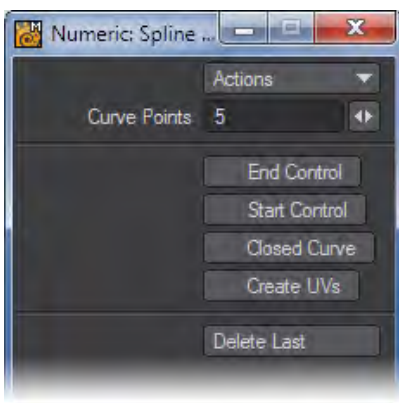 Numeric: Spline ...
Actions
Curve Points 5
End Control
Start Control
Closed Curve
Create UVs
Delete Last